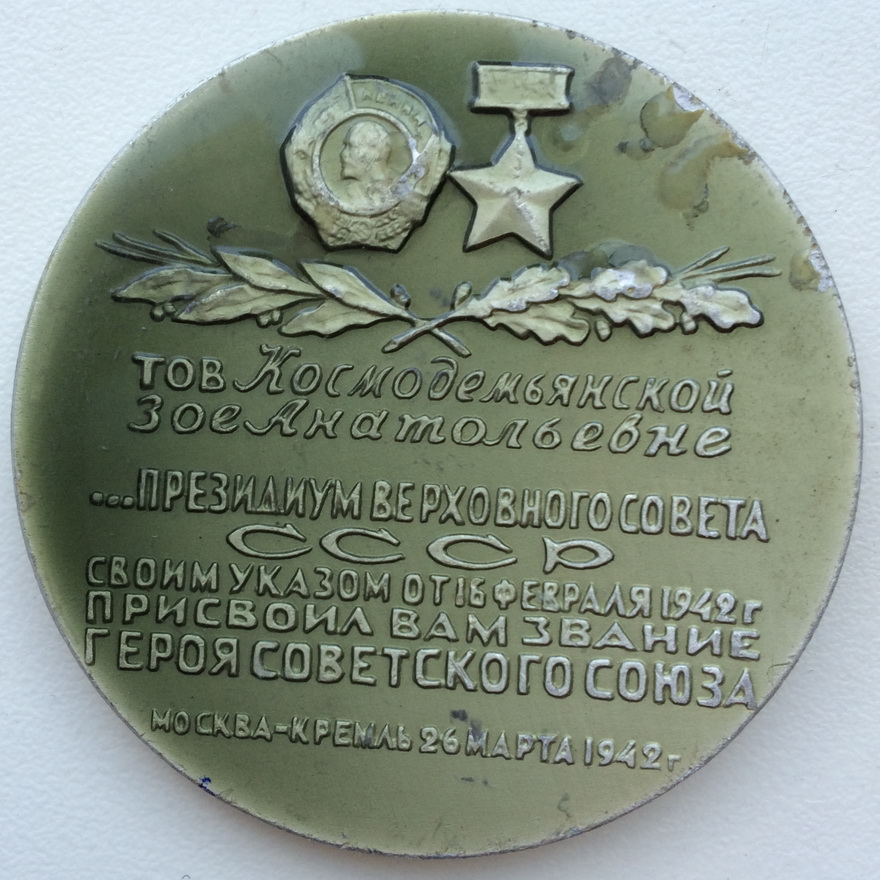 ЛЕНИН
ТОВ Космодемьянской
Зое Анатольевне
...ПРЕЗИДИУМ ВЕРХОВНОГО СОВЕТА
СССР
СВОИМ УКАЗОМ ОТ 16 ФЕВРАЛЯ 1942 г
ПРИСВОИЛ ВАМ ЗВАНИЕ
ГЕРОЯ СОВЕТСКОГО СОЮЗА
МОСКВА-КРЕМЛЬ 26 МАРТА 1942 г